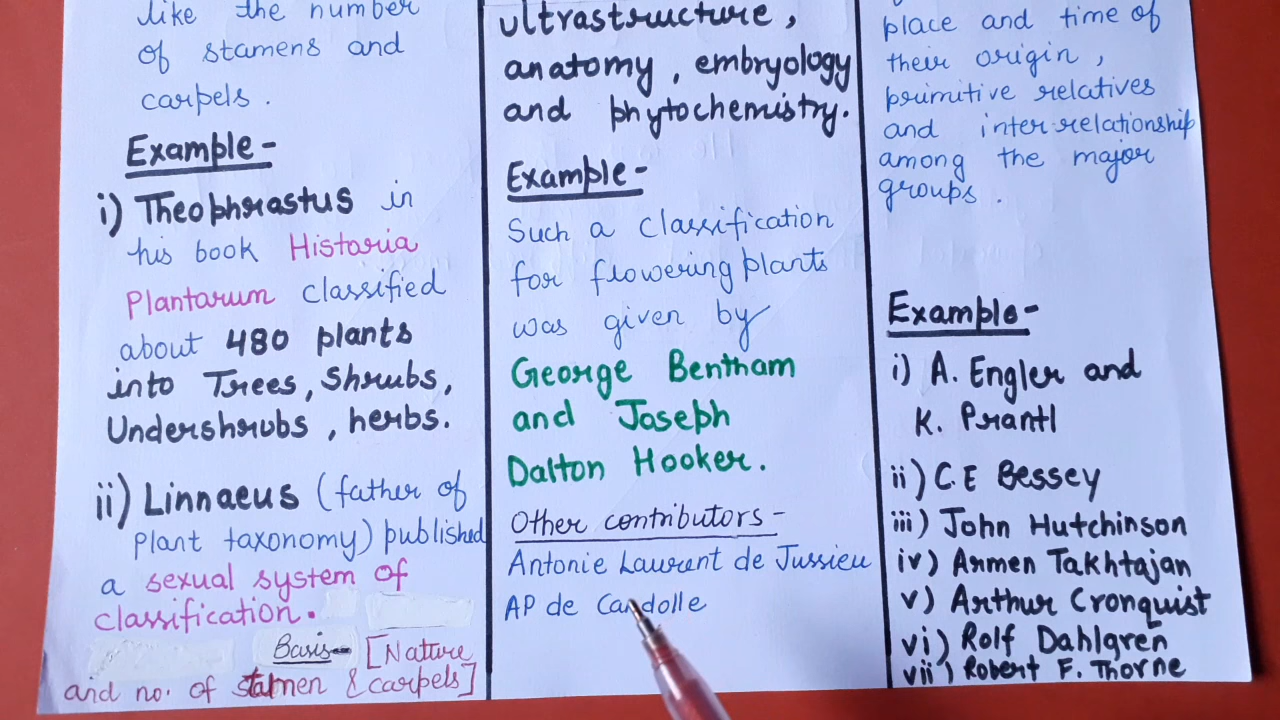 like the number
of stamens and
carpels.
Example-
i) Theophrastus in
his book Historia
Plantarum classified
about 480 plants
into Trees, Shrubs,
Undershrubs, herbs.
ii) Linnaeus (father of
plant taxonomy) published
a sexual system of
classification.
Basis- [Nature
and no. of stamen & carpels]
ultrastructure,
anatomy, embryology
and phytochemistry.
Example-
Such a classification
for flowering plants
was given by
George Bentham
and Joseph
Dalton Hooker.
Other contributors-
Antonie Laurent de Jussieu
AP de Candolle
place and time of
their origin,
primitive relatives
and inter-relationship
among the major
groups.
Example-
i) A. Engler and
K. Prantl
ii) C.E Bessey
iii) John Hutchinson
iv) Armen Takhtajan
v) Arthur Cronquist
vi) Rolf Dahlgren
vii) Robert F. Thorne